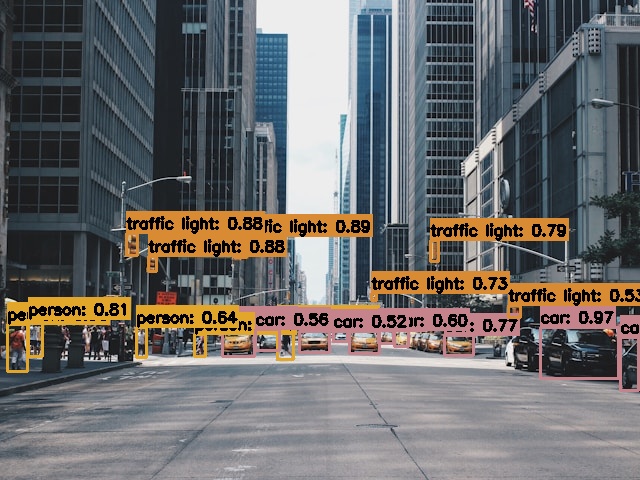 traffic light: 0.88
lic light: 0.89
traffic light: 0.88
traffic light: 0.79
traffic light: 0.73
traffic light: 0.53
person: 0.81
person: 0.64
car: 0.56
car: 0.52
0.60
: 0.77
car: 0.97